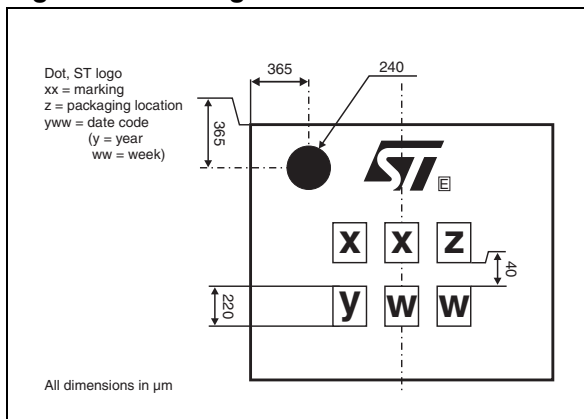 365
240
Dot, ST logo
xx = marking
z = packaging location
yww = date code
(y = year
ww = week)
365
ST
E
x x z
40
y w w
220
All dimensions in µm